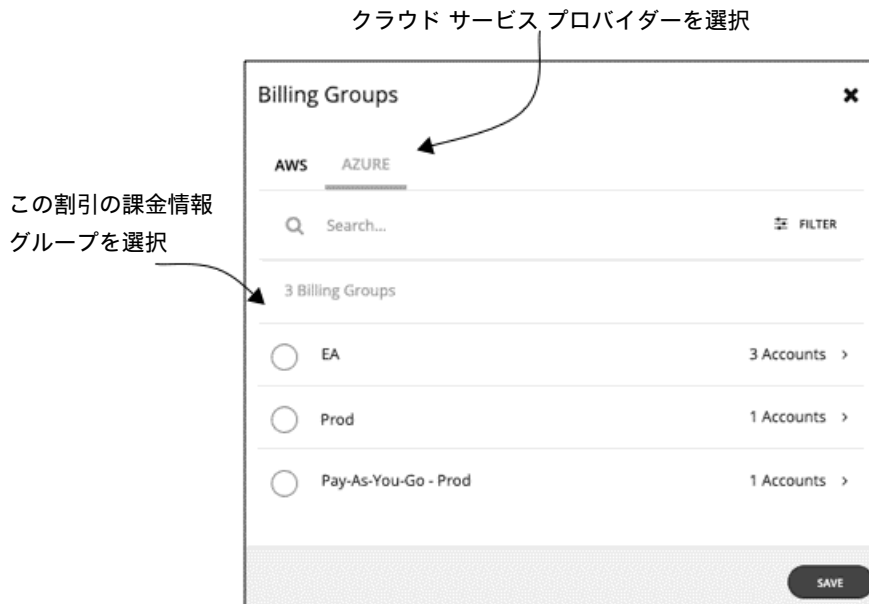 クラウド サービス プロバイダーを選択
Billing Groups
AWS AZURE
この割引の課金情報
グループを選択
Search...
FILTER
3 Billing Groups
EA
3 Accounts
Prod
1 Accounts
Pay-As-You-Go - Prod
1 Accounts
SAVE